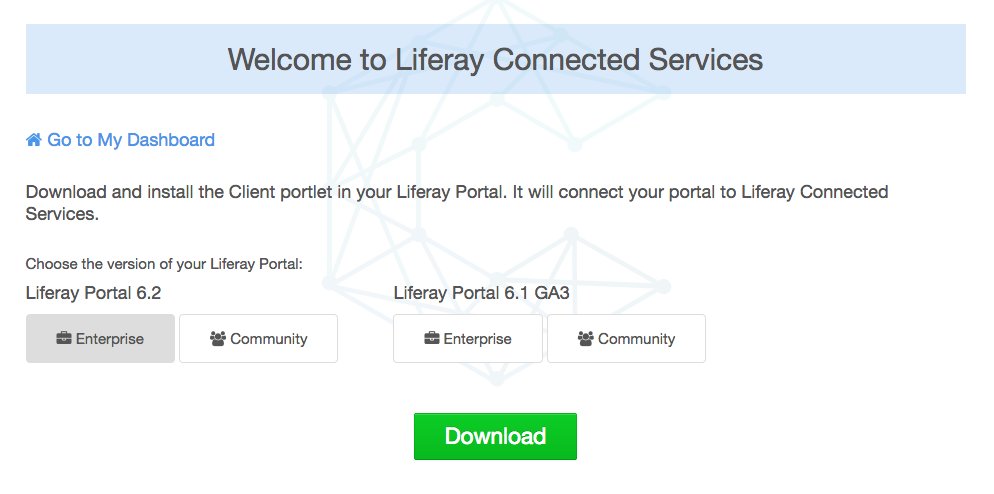 Welcome to Liferay Connected Services
Go to My Dashboard
Download and install the Client portlet in your Liferay Portal. It will connect your portal to Liferay Connected
Services.
Choose the version of your Liferay Portal:
Liferay Portal 6.2 Liferay Portal 6.1 GA3
Enterprise Community Enterprise Community
Download